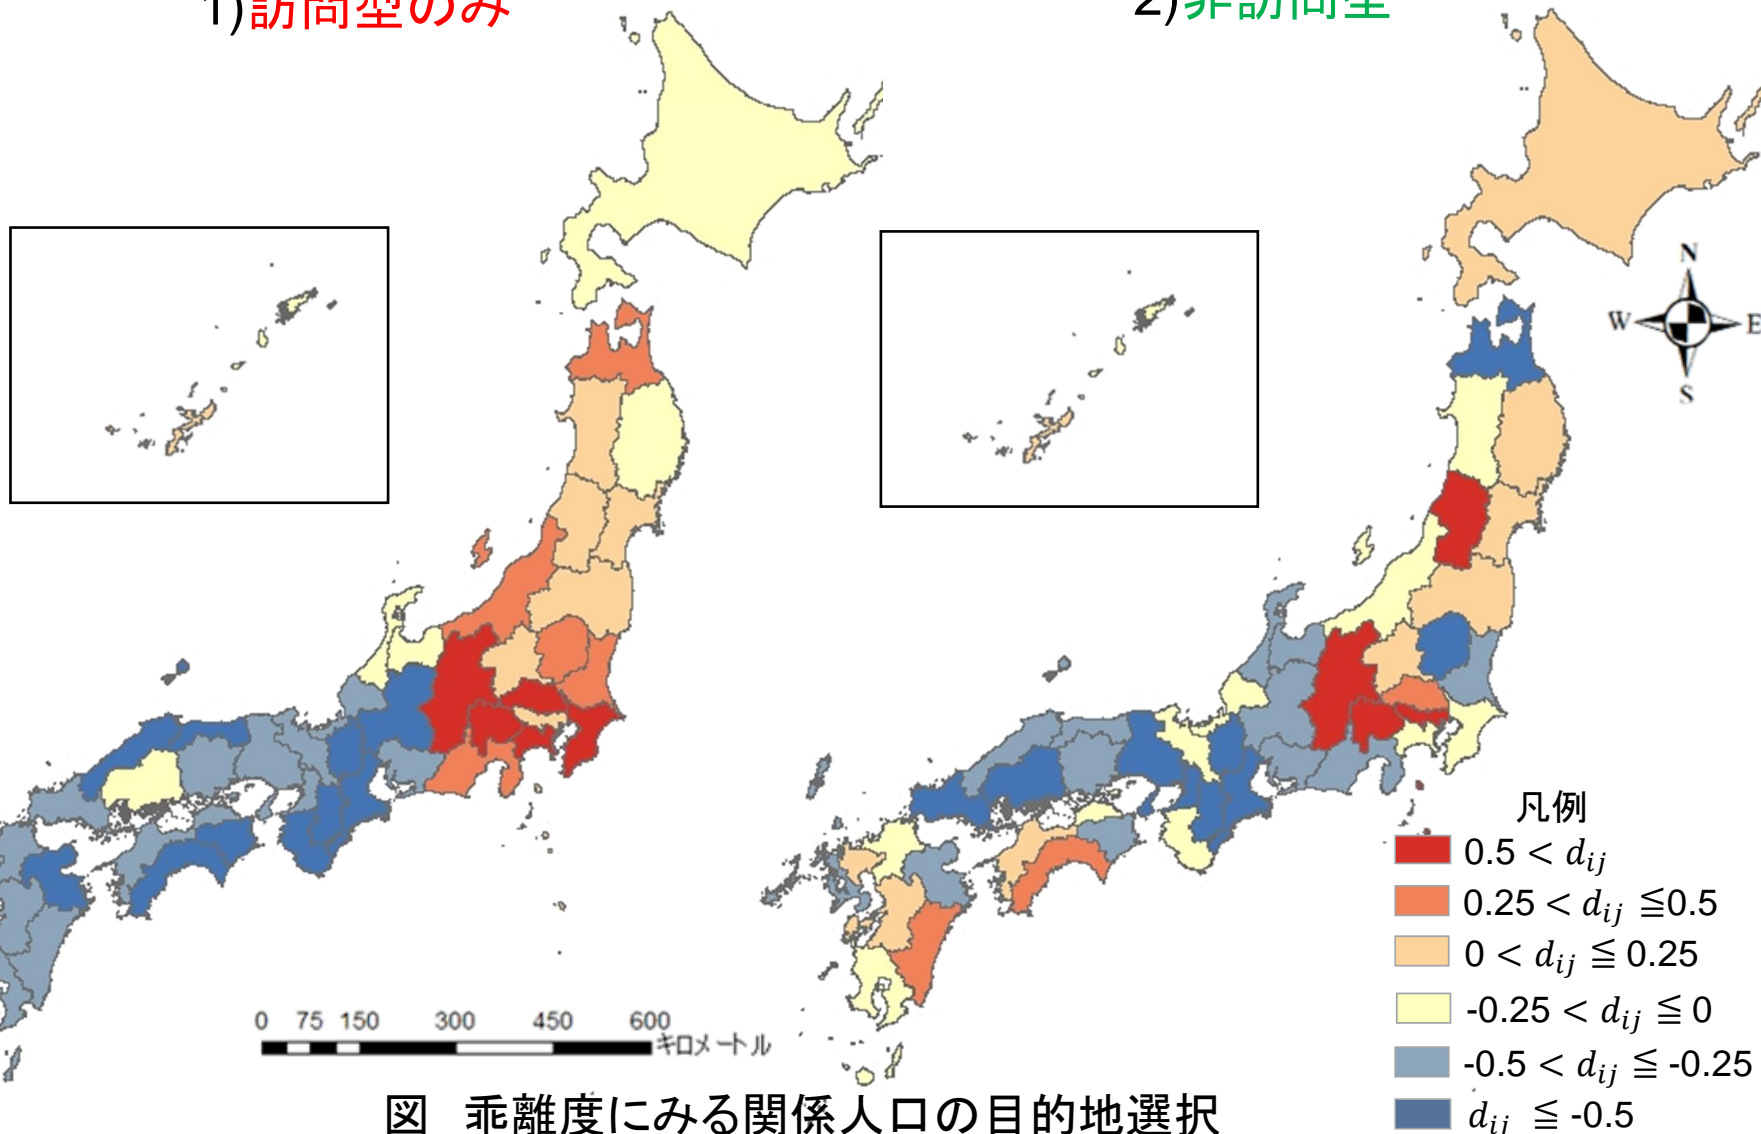 1)訪問型のみ
2)非訪問型
N
W
E
S
凡例
0.5 < dij
0.25 < dij ≦0.5
0 < dij ≦ 0.25
-0.25 < dij ≦ 0
-0.5 < dij ≦ -0.25
dij ≦ -0.5
0 75 150 300 450 600
キロメートル
図 乖離度にみる関係人口の目的地選択